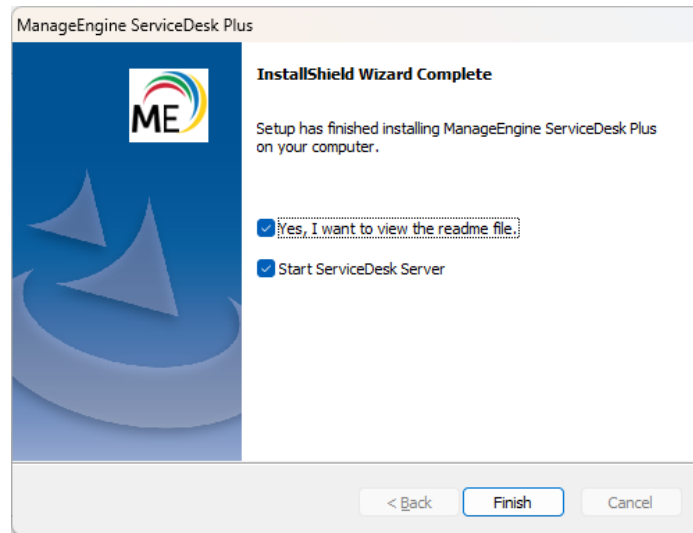 ManageEngine ServiceDesk Plus
ME
InstallShield Wizard Complete
Setup has finished installing ManageEngine ServiceDesk Plus
on your computer.
Yes, I want to view the readme file.
Start ServiceDesk Server
< Back
Finish
Cancel